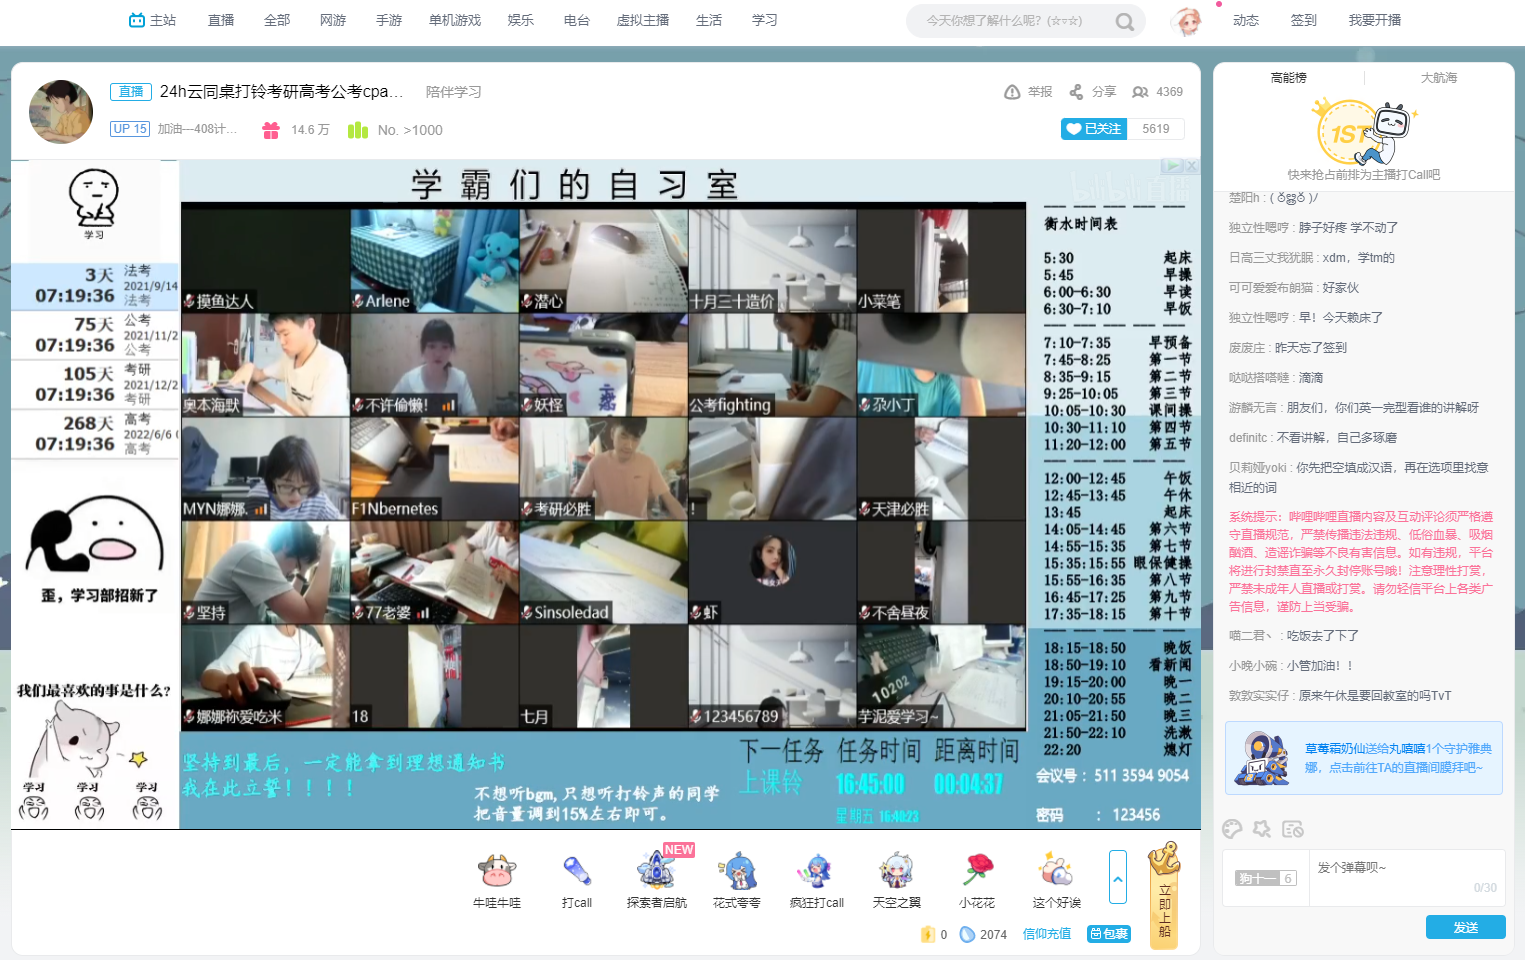 主站 直播 全部 网游 手游 单机游戏 娱乐 电台 虚拟主播 生活 学习
今天你想了解什么呢? (☆▽☆)
动态 签到 我要开播
直播 24h云同桌打铃考研高考公考cpa... 陪伴学习
举报 分享 4369
UP 15 加油—408计... 14.6 万 No. >1000
已关注 5619
学霸们的自习室
学习
3天 法考
2021/9/14
07:19:36 法考
75天 公考
2021/11/2
07:19:36 公考
105天 考研
2021/12/2
07:19:36 考研
268天 高考
2022/6/6
07:19:36 高考
歪，学习部招新了
我们最喜欢的事是什么?
学习 学习 学习
摸鱼达人 Arlene 潜心 十月三十造价 小菜笔
奥本海默 不许偷懒! 妖怪 公考fighting 尕小丁
MYN娜娜. F1Nbernetes 考研必胜 ! 天津必胜
坚持 77老婆 Sinsoledad 虾 不舍昼夜
娜娜祢爱吃米 18 七月 123456789 芋泥爱学习~
10202
衡水时间表
5:30 起床
5:45 早操
6:00-6:30 早读
6:30-7:10 早饭
7:10-7:35 早预备
7:45-8:25 第一节
8:35-9:15 第二节
9:25-10:05 第三节
10:05-10:30 课间操
10:30-11:10 第四节
11:20-12:00 第五节
12:00-12:45 午饭
12:45-13:45 午休
13:45 起床
14:05-14:45 第六节
14:55-15:35 第七节
15:35:15:55 眼保健操
15:55-16:35 第八节
16:45-17:25 第九节
17:35-18:15 第十节
18:15-18:50 晚饭
18:50-19:10 看新闻
19:15-20:00 晚一
20:10-20:55 晚二
21:05-21:50 晚三
21:50-22:10 洗漱
22:20 熄灯
会议号： 511 3594 9054
密码 ： 123456
坚持到最后，一定能拿到理想通知书
我在此立誓！！！！
不想听bgm,只想听打铃声的同学
把音量调到15%左右即可。
下一任务 任务时间 距离时间
上课铃 16:45:00 00:04:37
星期五 16:40:23
NEW
牛哇牛哇 打call 探索者启航 花式夸夸 疯狂打call 天空之翼 小花花 这个好诶
立即上船
0 2074 信仰充值 包裹
高能榜 大航海
1ST
快来抢占前排为主播打Call吧
楚阳h :
独立性嗯哼 : 脖子好疼 学不动了
日高三丈我犹眠 : xdm，学tm的
可可爱爱布朗猫 : 好家伙
独立性嗯哼 : 早！今天赖床了
废废庄 : 昨天忘了签到
哒哒搭嗒哒 : 滴滴
游麟无言 : 朋友们，你们英一完型看谁的讲解呀
definitc : 不看讲解，自己多琢磨
贝莉娅yoki : 你先把空填成汉语，再在选项里找意
相近的词
系统提示：哔哩哔哩直播内容及互动评论须严格遵
守直播规范，严禁传播违法违规、低俗血暴、吸烟
酗酒、造谣诈骗等不良有害信息。如有违规，平台
将进行封禁直至永久封停账号哦！注意理性打赏，
严禁未成年人直播或打赏。请勿轻信平台上各类广
告信息，谨防上当受骗。
喵二君丶 : 吃饭去了下了
小晚小碗 : 小管加油！！
敦敦实实仔 : 原来午休是要回教室的吗TvT
草莓霜奶仙送给丸嘻嘻1个守护雅典
娜，点击前往TA的直播间膜拜吧~
狗十一 6
发个弹幕呗~
0/30
发送